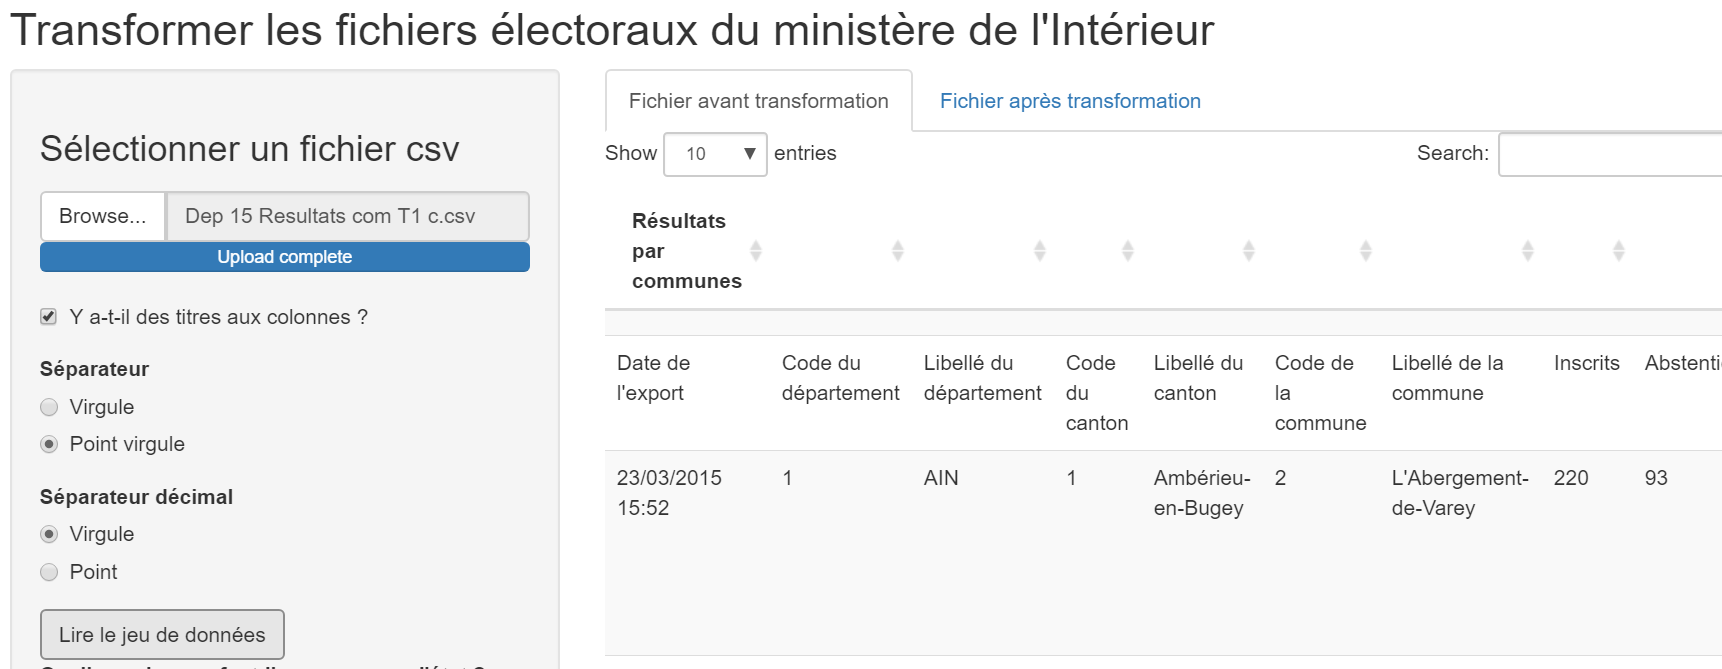 Transformer les fichiers électoraux du ministère de l'Intérieur
Sélectionner un fichier csv
Browse...
Dep 15 Resultats com T1 c.csv
Upload complete
Y a-t-il des titres aux colonnes ?
Séparateur
Virgule
Point virgule
Séparateur décimal
Virgule
Point
Lire le jeu de données
Fichier avant transformation
Fichier après transformation
Show 10 entries
Search:
Résultats
par
communes
Date de
l'export
Code du
département
Libellé du
département
Code
du
canton
Libellé du
canton
Code de
la
commune
Libellé de la
commune
Inscrits
Abstenti
23/03/2015
15:52
1
AIN
1
Ambérieu-
en-Bugey
2
L'Abergement-
de-Varey
220
93